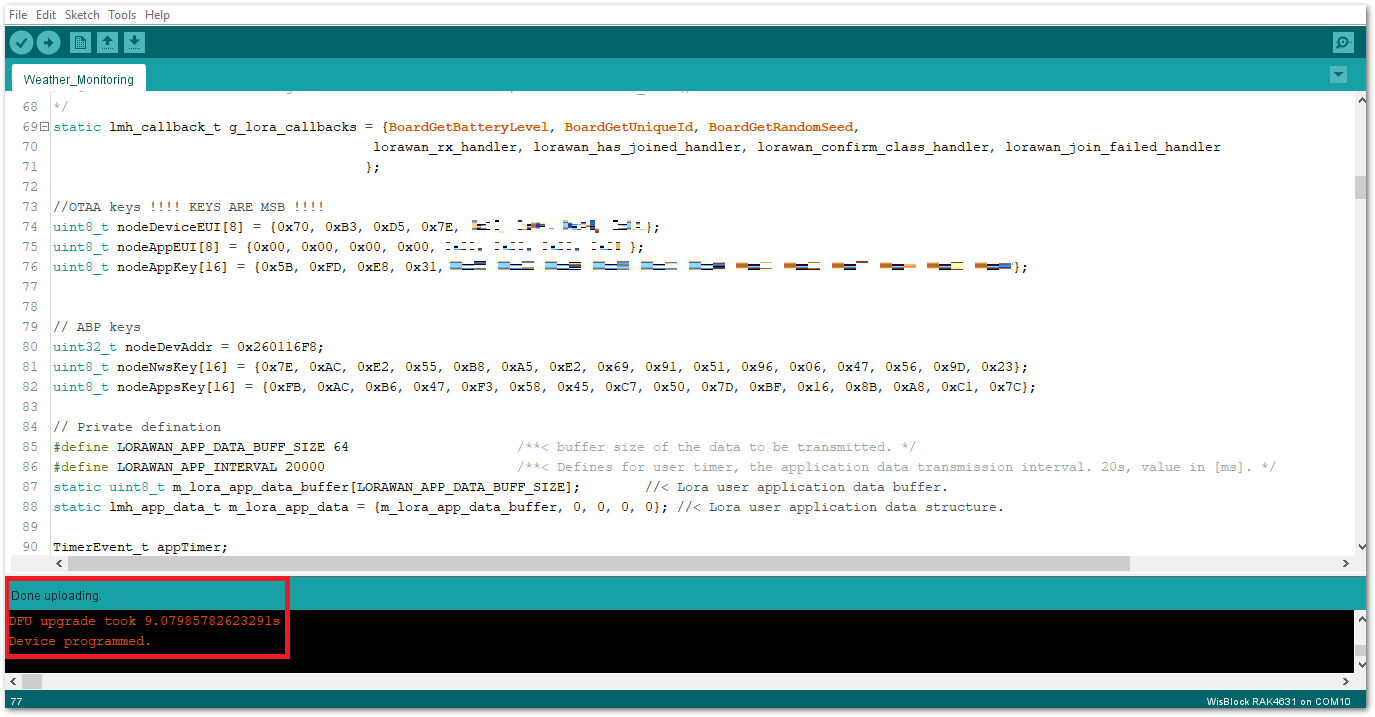 File Edit Sketch Tools Help
Weather_Monitoring
68 */
69 static lmh_callback_t g_lora_callbacks = {BoardGetBatteryLevel, BoardGetUniqueId, BoardGetRandomSeed,
70 lorawan_rx_handler, lorawan_has_joined_handler, lorawan_confirm_class_handler, lorawan_join_failed_handler
71 };
72
73 //OTAA keys !!!! KEYS ARE MSB !!!!
74 uint8_t nodeDeviceEUI[8] = {0x70, 0xB3, 0xD5, 0x7E, };
75 uint8_t nodeAppEUI[8] = {0x00, 0x00, 0x00, 0x00, };
76 uint8_t nodeAppKey[16] = {0x5B, 0xFD, 0xE8, 0x31, };
77
78
79 // ABP keys
80 uint32_t nodeDevAddr = 0x260116F8;
81 uint8_t nodeNwsKey[16] = {0x7E, 0xAC, 0xE2, 0x55, 0xB8, 0xA5, 0xE2, 0x69, 0x91, 0x51, 0x96, 0x06, 0x47, 0x56, 0x9D, 0x23};
82 uint8_t nodeAppsKey[16] = {0xFB, 0xAC, 0xB6, 0x47, 0xF3, 0x58, 0x45, 0xC7, 0x50, 0x7D, 0xBF, 0x16, 0x8B, 0xA8, 0xC1, 0x7C};
83
84 // Private defination
85 #define LORAWAN_APP_DATA_BUFF_SIZE 64 /**< buffer size of the data to be transmitted. */
86 #define LORAWAN_APP_INTERVAL 20000 /**< Defines for user timer, the application data transmission interval. 20s, value in [ms]. */
87 static uint8_t m_lora_app_data_buffer[LORAWAN_APP_DATA_BUFF_SIZE]; //< Lora user application data buffer.
88 static lmh_app_data_t m_lora_app_data = {m_lora_app_data_buffer, 0, 0, 0, 0}; //< Lora user application data structure.
89
90 TimerEvent_t appTimer;
Done uploading.
DFU upgrade took 9.07985782623291s
Device programmed.
77 WisBlock RAK4631 on COM10